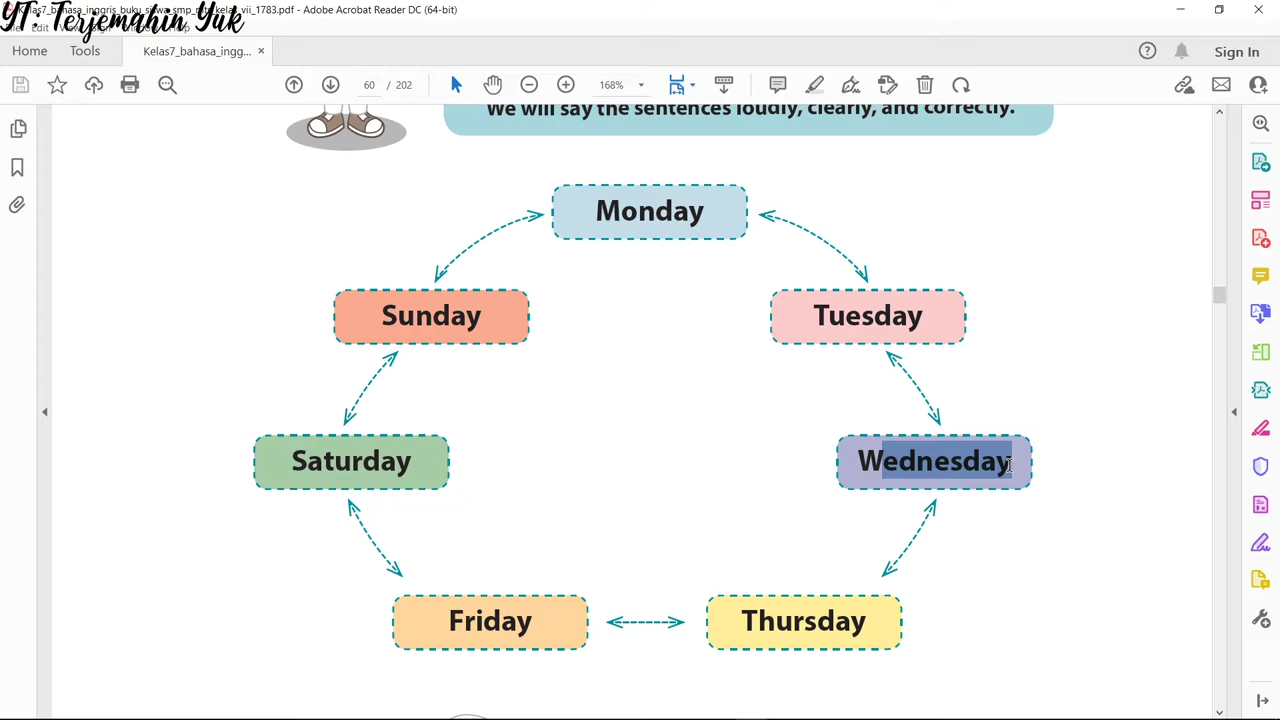 YT: Terjemahin Yuk
Kelas7_bahasa_inggris_buku_siswa_smp_mts_kelas_vii_1783.pdf - Adobe Acrobat Reader DC (64-bit)
Home Tools Kelas7_bahasa_ingg... × Sign In
60 / 202 168%
We will say the sentences loudly, clearly, and correctly.
Monday
Sunday
Tuesday
Saturday
Wednesday
Friday
Thursday